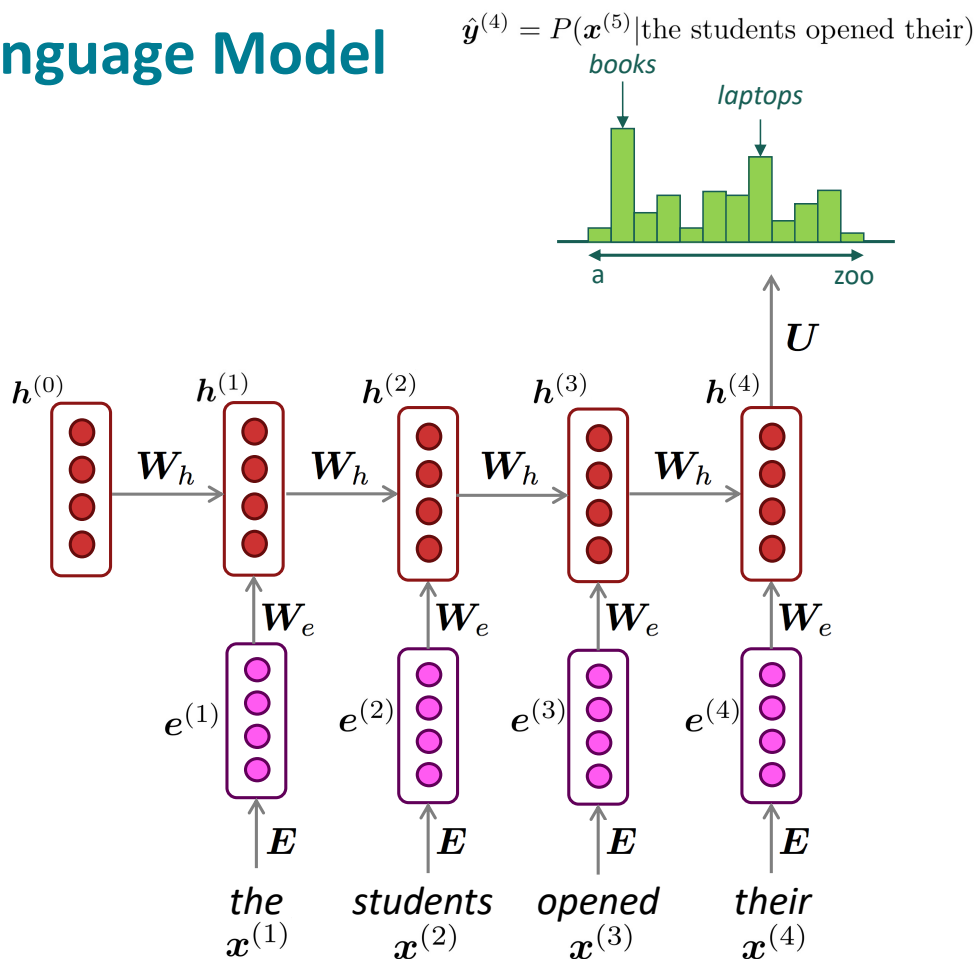 nguage Model
ŷ^(4) = P(x^(5)|the students opened their)
books
laptops
a zoo
U
h^(0) h^(1) h^(2) h^(3) h^(4)
W_h W_h W_h W_h
W_e W_e W_e W_e
e^(1) e^(2) e^(3) e^(4)
E E E E
the students opened their
x^(1) x^(2) x^(3) x^(4)